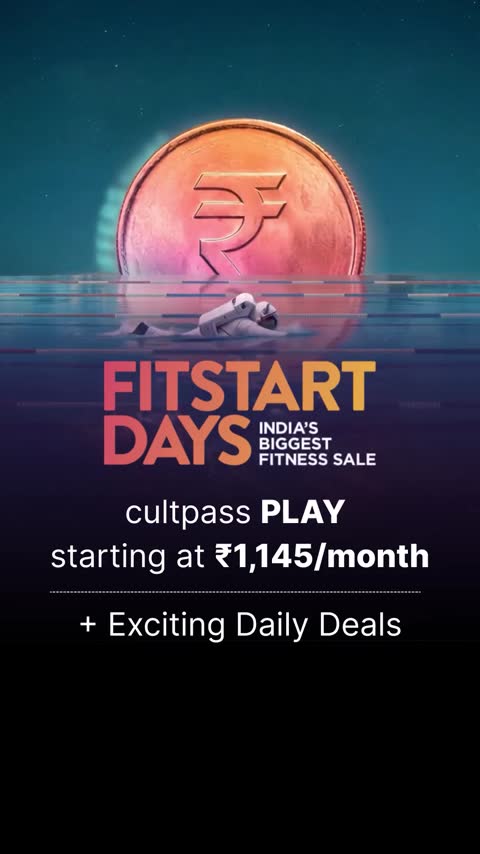 ₹
FITSTART
DAYS INDIA'S
BIGGEST
FITNESS SALE
cultpass PLAY
starting at ₹1,145/month
+ Exciting Daily Deals